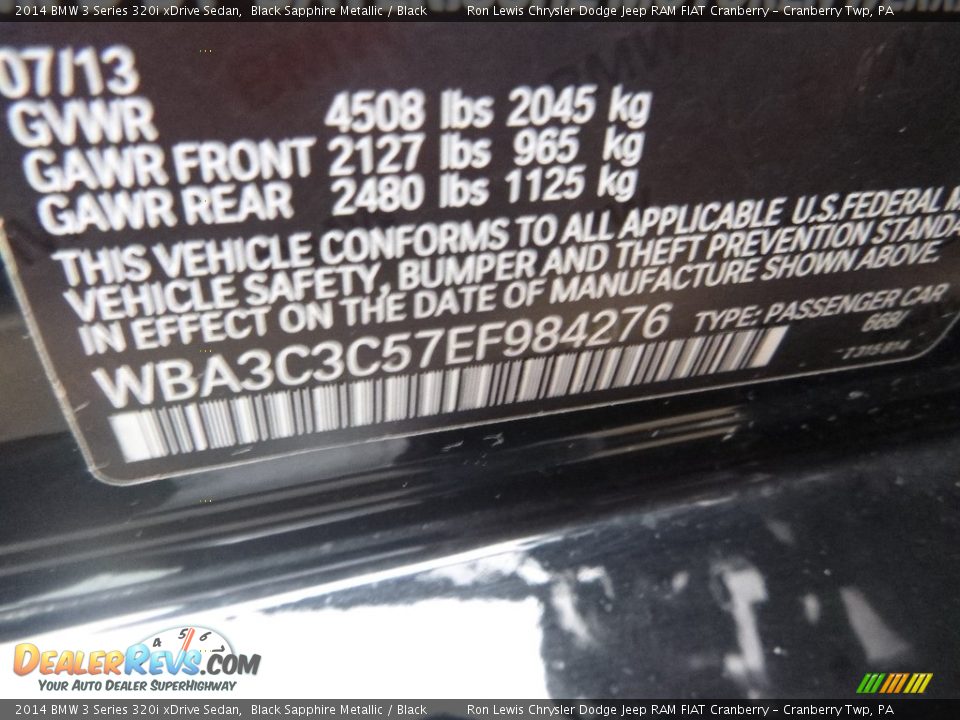 2014 BMW 3 Series 320i xDrive Sedan, Black Sapphire Metallic / Black Ron Lewis Chrysler Dodge Jeep RAM FIAT Cranberry - Cranberry Twp, PA
07/13
GVWR 4508 lbs 2045 kg
GAWR FRONT 2127 lbs 965 kg
GAWR REAR 2480 lbs 1125 kg
THIS VEHICLE CONFORMS TO ALL APPLICABLE U.S.FEDERAL M
VEHICLE SAFETY, BUMPER AND THEFT PREVENTION STANDA
IN EFFECT ON THE DATE OF MANUFACTURE SHOWN ABOVE.
WBA3C3C57EF984276 TYPE: PASSENGER CAR
668/
7315814
4 5 6
DEALERREVS.COM
YOUR AUTO DEALER SUPERHIGHWAY
2014 BMW 3 Series 320i xDrive Sedan, Black Sapphire Metallic / Black Ron Lewis Chrysler Dodge Jeep RAM FIAT Cranberry - Cranberry Twp, PA